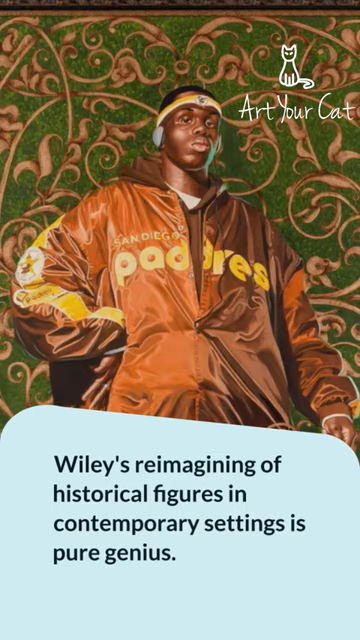 Art Your Cat
SAN DIEGO
padres
Wiley's reimagining of
historical figures in
contemporary settings is
pure genius.